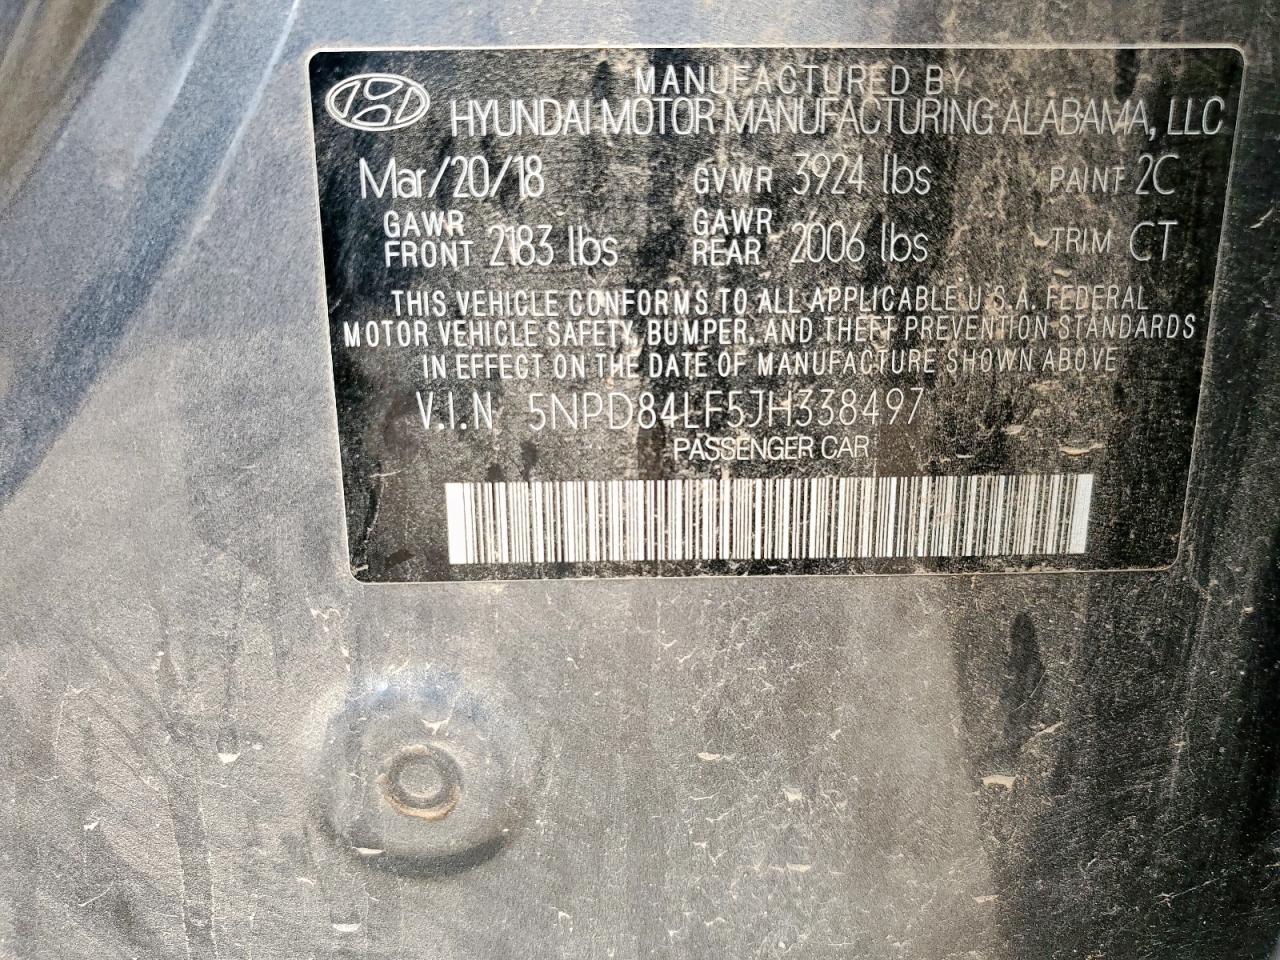 MANUFACTURED BY
HYUNDAI MOTOR MANUFACTURING ALABAMA, LLC
Mar/20/18 GVWR 3924 lbs PAINT 2C
GAWR FRONT 2183 lbs GAWR REAR 2006 lbs TRIM CT
THIS VEHICLE CONFORMS TO ALL APPLICABLE U.S.A. FEDERAL
MOTOR VEHICLE SAFETY, BUMPER, AND THEFT PREVENTION STANDARDS
IN EFFECT ON THE DATE OF MANUFACTURE SHOWN ABOVE
V.I.N 5NPD84LF5JH338497
PASSENGER CAR